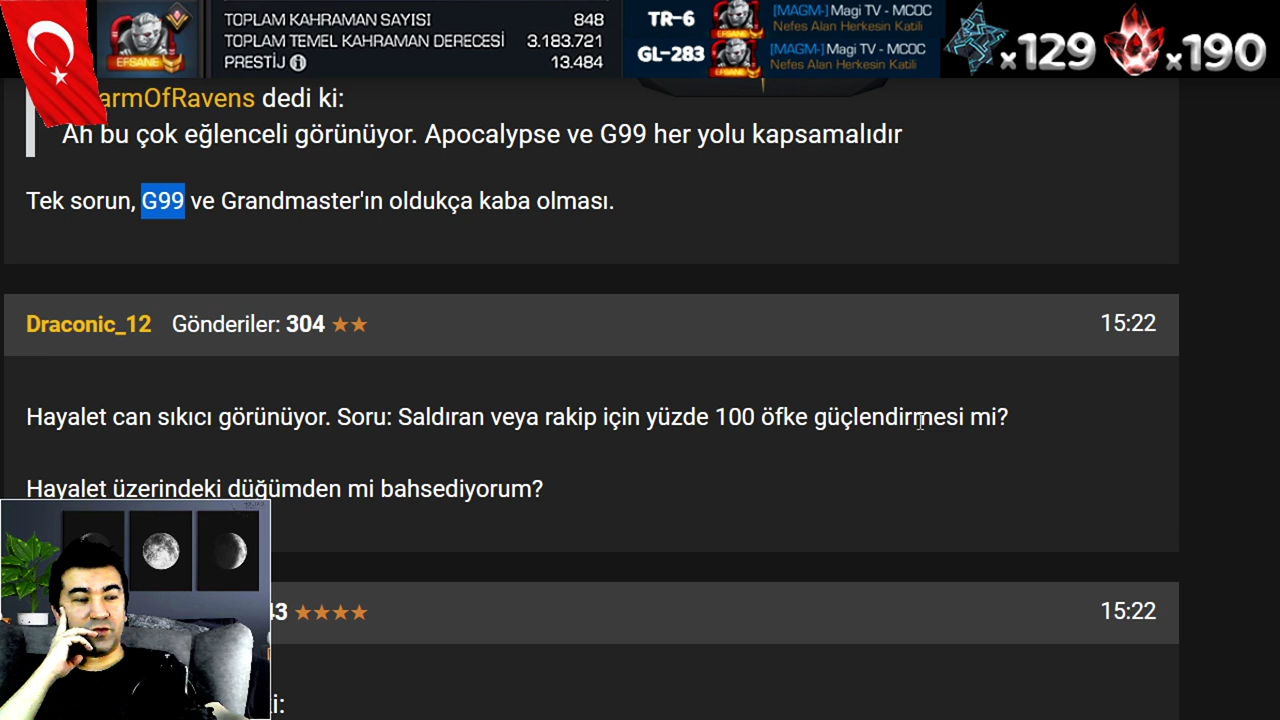 TOPLAM KAHRAMAN SAYISI 848
TOPLAM TEMEL KAHRAMAN DERECESİ 3.183.721
PRESTİJ 13.484
EFSANE
TR-6 [MAGM-] Magi TV - MCOC
Nefes Alan Herkesin Katili
GL-283 [MAGM-] Magi TV - MCOC
Nefes Alan Herkesin Katili
x129 x190
armOfRavens dedi ki:
Ah bu çok eğlenceli görünüyor. Apocalypse ve G99 her yolu kapsamalıdır
Tek sorun, G99 ve Grandmaster'ın oldukça kaba olması.
Draconic_12 Gönderiler: 304 ★★ 15:22
Hayalet can sıkıcı görünüyor. Soru: Saldıran veya rakip için yüzde 100 öfke güçlendirmesi mi?
Hayalet üzerindeki düğümden mi bahsediyorum?
43 ★★★★ 15:22
ki: